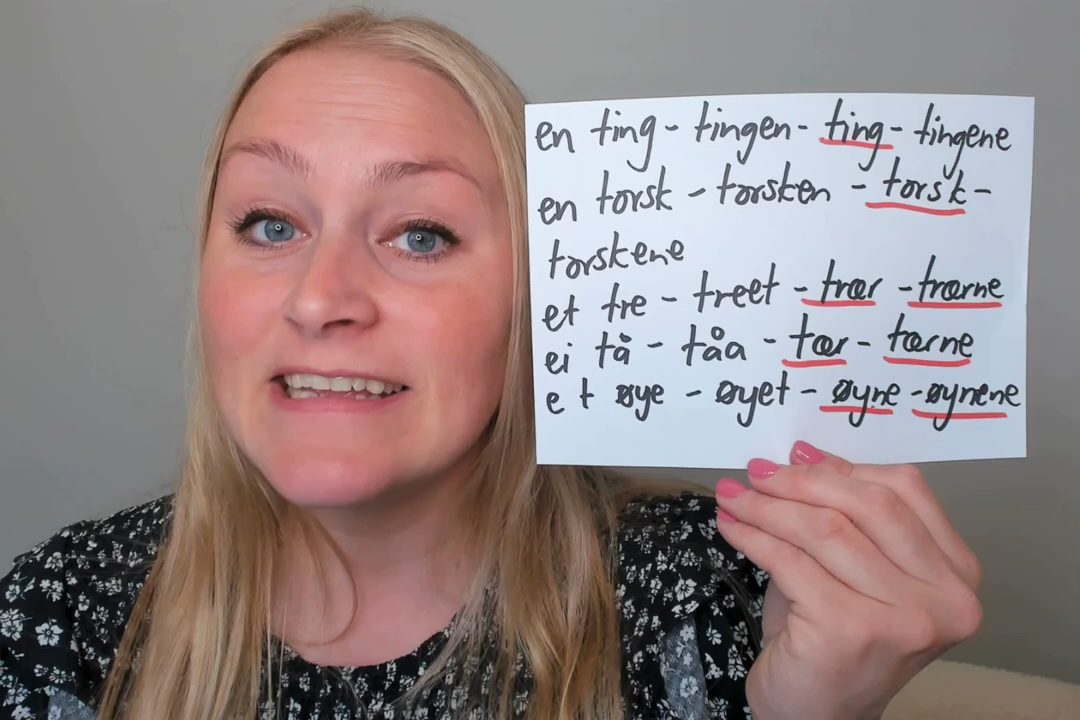 en ting - tingen - ting - tingene
en torsk - torsken - torsk -
torskene
et tre - treet - trær - trærne
ei tå - tåa - tær - tærne
et øye - øyet - øyne - øynene